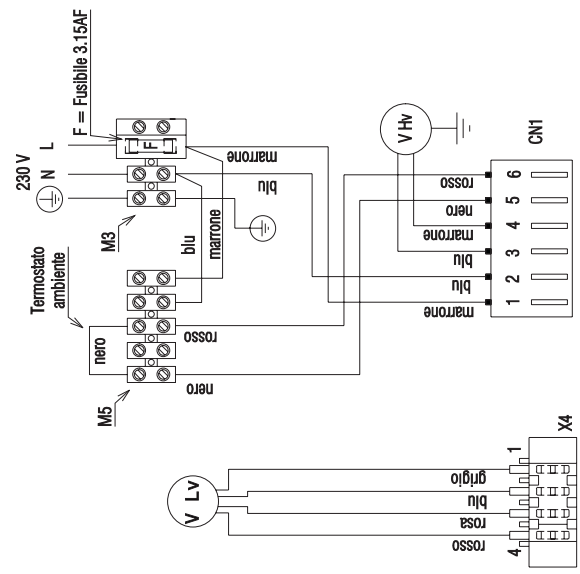 F = Fusibile 3.15AF
230 V
L
N
F
marrone
blu
M3
blu
marrone
Termostato
ambiente
nero
rosso
nero
M5
V Hv
CN1
rosso
nero
marrone
blu
blu
marrone
6
5
4
3
2
1
V Lv
grigio
blu
rosa
rosso
1
4
X4